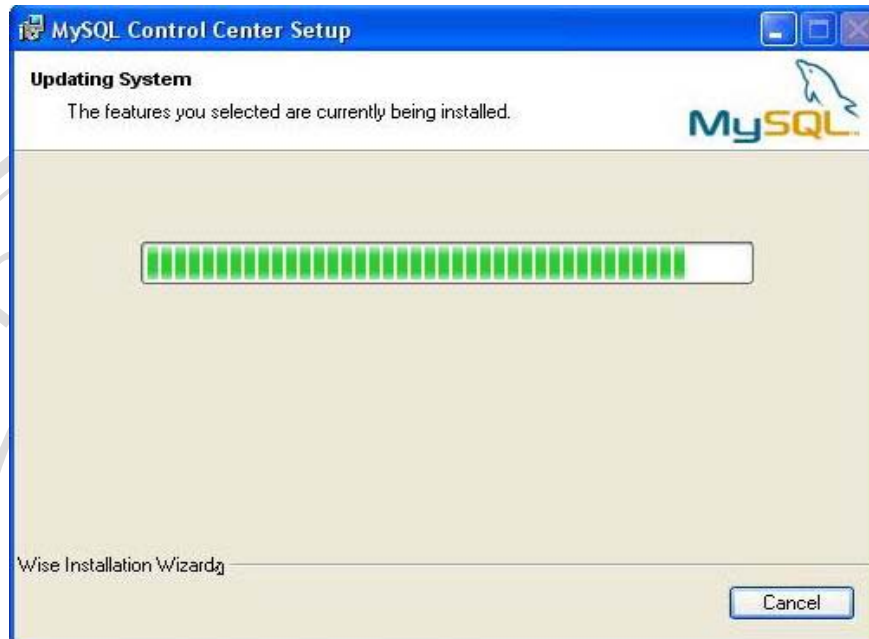 MySQL Control Center Setup
Updating System
The features you selected are currently being installed.
MySQL
Wise Installation Wizard
Cancel